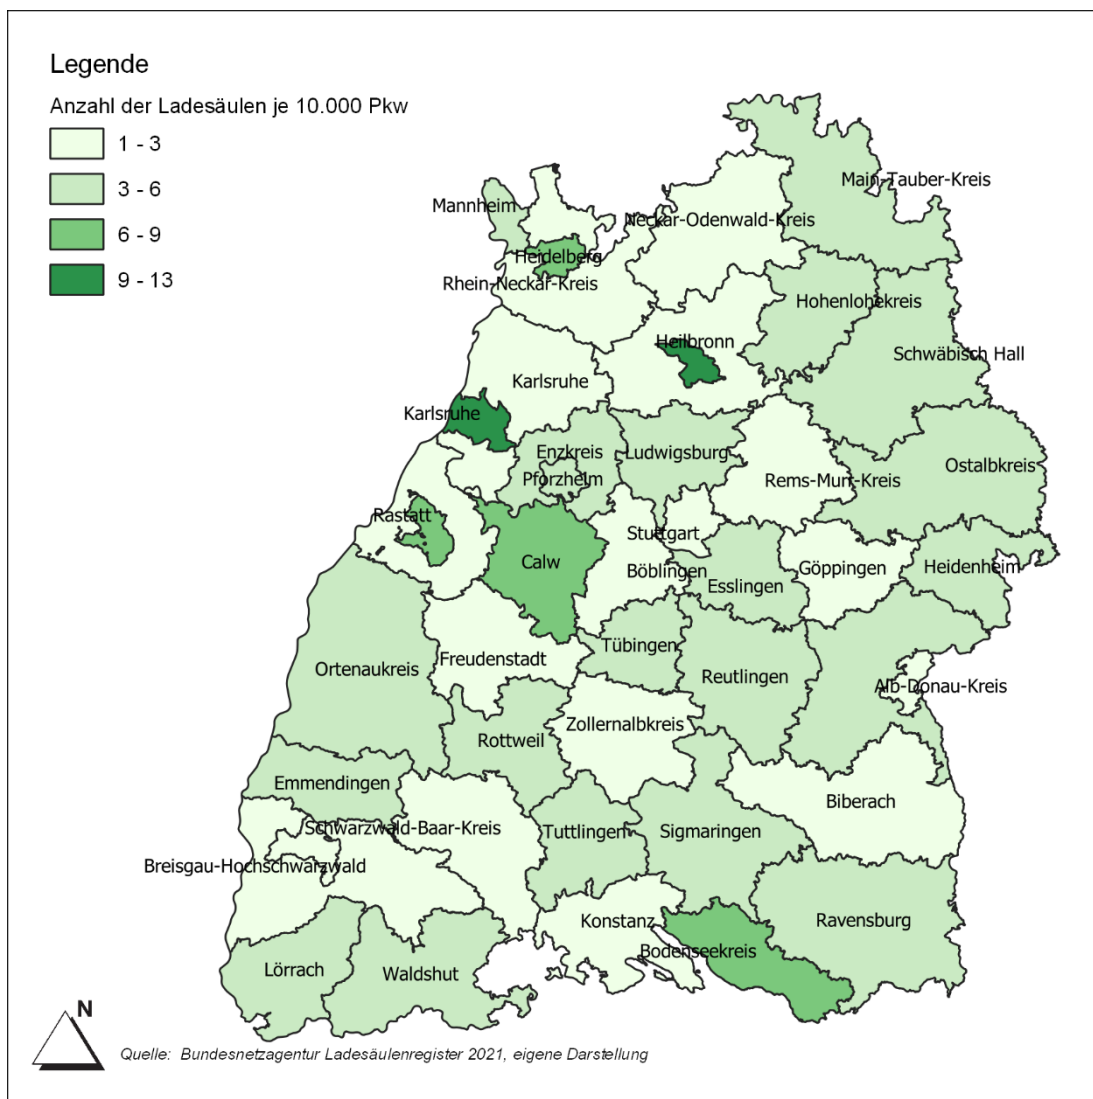 Legende
Anzahl der Ladesäulen je 10.000 Pkw
1 - 3
3 - 6
6 - 9
9 - 13
Main-Tauber-Kreis
Mannheim
Neckar-Odenwald-Kreis
Heidelberg
Rhein-Neckar-Kreis
Hohenlohekreis
Heilbronn
Schwäbisch Hall
Karlsruhe
Karlsruhe
Enzkreis
Ludwigsburg
Ostalbkreis
Pforzheim
Rems-Murr-Kreis
Rastatt
Stuttgart
Calw
Böblingen
Göppingen
Heidenheim
Esslingen
Tübingen
Freudenstadt
Ortenaukreis
Reutlingen
Alb-Donau-Kreis
Zollernalbkreis
Rottweil
Emmendingen
Biberach
Schwarzwald-Baar-Kreis
Tuttlingen
Sigmaringen
Breisgau-Hochschwarzwald
Konstanz
Ravensburg
Bodenseekreis
Lörrach
Waldshut
N
Quelle: Bundesnetzagentur Ladesäulenregister 2021, eigene Darstellung